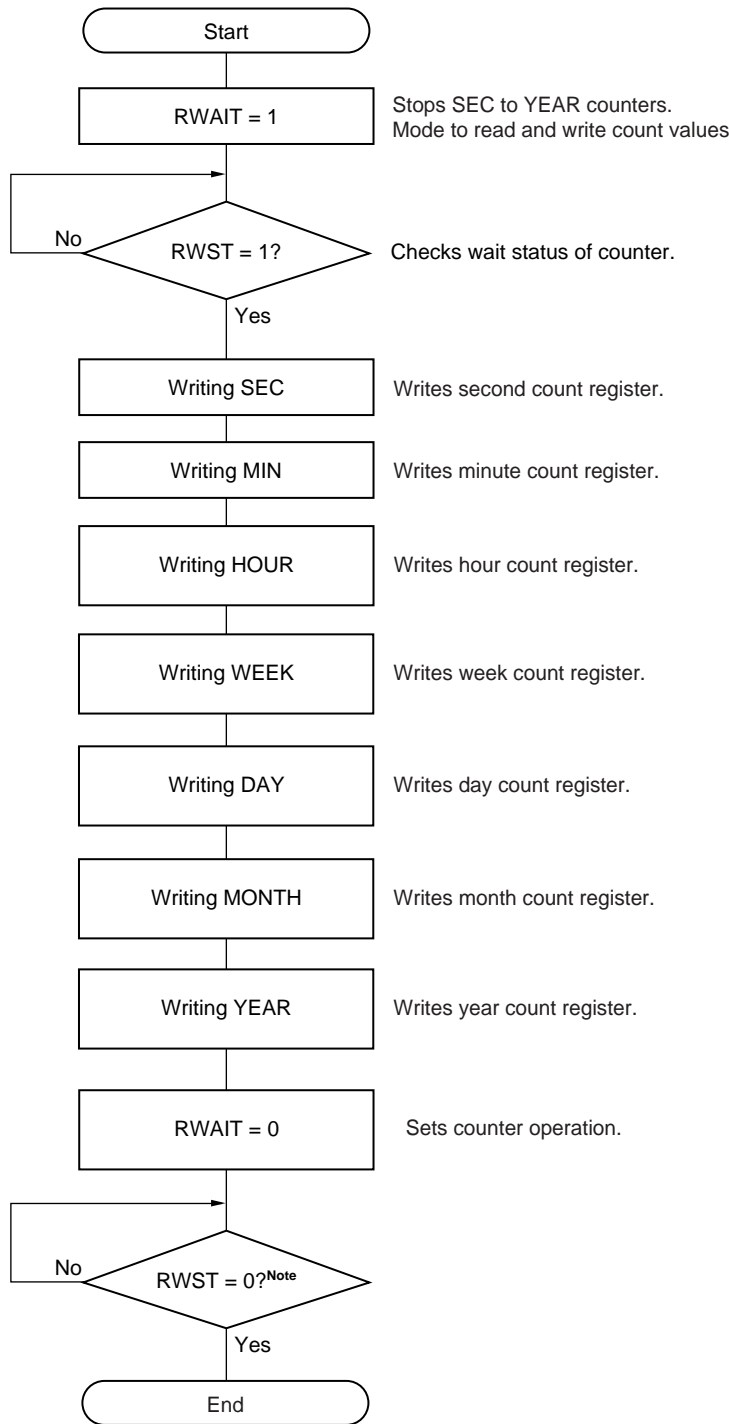 Start
RWAIT = 1
Stops SEC to YEAR counters.
Mode to read and write count values
No
RWST = 1?
Checks wait status of counter.
Yes
Writing SEC
Writes second count register.
Writing MIN
Writes minute count register.
Writing HOUR
Writes hour count register.
Writing WEEK
Writes week count register.
Writing DAY
Writes day count register.
Writing MONTH
Writes month count register.
Writing YEAR
Writes year count register.
RWAIT = 0
Sets counter operation.
No
RWST = 0?Note
Yes
End